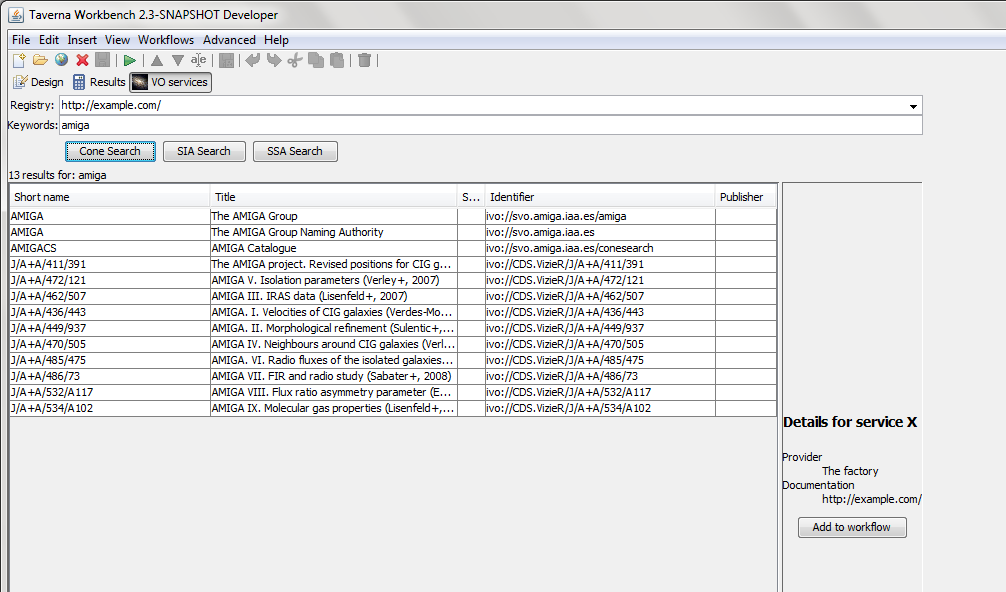 Taverna Workbench 2.3-SNAPSHOT Developer
File Edit Insert View Workflows Advanced Help
Design Results VO services
Registry: http://example.com/
Keywords: amiga
Cone Search SIA Search SSA Search
13 results for: amiga
Short name Title S... Identifier Publisher
AMIGA The AMIGA Group ivo://svo.amiga.iaa.es/amiga
AMIGA The AMIGA Group Naming Authority ivo://svo.amiga.iaa.es
AMIGACS AMIGA Catalogue ivo://svo.amiga.iaa.es/conesearch
J/A+A/411/391 The AMIGA project. Revised positions for CIG g... ivo://CDS.VizieR/J/A+A/411/391
J/A+A/472/121 AMIGA V. Isolation parameters (Verley+, 2007) ivo://CDS.VizieR/J/A+A/472/121
J/A+A/462/507 AMIGA III. IRAS data (Lisenfeld+, 2007) ivo://CDS.VizieR/J/A+A/462/507
J/A+A/436/443 AMIGA. I. Velocities of CIG galaxies (Verdes-Mo... ivo://CDS.VizieR/J/A+A/436/443
J/A+A/449/937 AMIGA. II. Morphological refinement (Sulentic+,... ivo://CDS.VizieR/J/A+A/449/937
J/A+A/470/505 AMIGA IV. Neighbours around CIG galaxies (Verl... ivo://CDS.VizieR/J/A+A/470/505
J/A+A/485/475 AMIGA. VI. Radio fluxes of the isolated galaxies... ivo://CDS.VizieR/J/A+A/485/475
J/A+A/486/73 AMIGA VII. FIR and radio study (Sabater+, 2008) ivo://CDS.VizieR/J/A+A/486/73
J/A+A/532/A117 AMIGA VIII. Flux ratio asymmetry parameter (E... ivo://CDS.VizieR/J/A+A/532/A117
J/A+A/534/A102 AMIGA IX. Molecular gas properties (Lisenfeld+,... ivo://CDS.VizieR/J/A+A/534/A102
Details for service X
Provider
The factory
Documentation
http://example.com/
Add to workflow